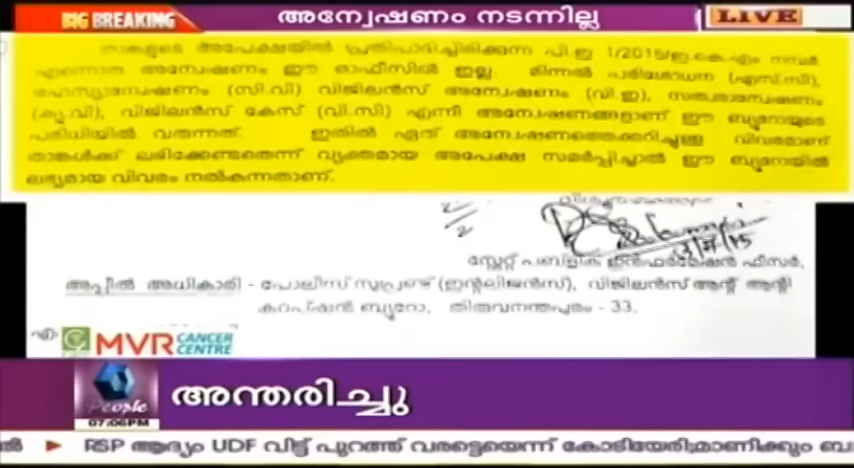 BIG BREAKING
അന്വേഷണം നടന്നില്ല
LIVE
താങ്കളുടെ അപേക്ഷയിൽ പ്രതിപാദിച്ചിരിക്കുന്ന പി.ഇ 1/2015/ഇ.കെ.എം നമ്പർ
എന്നൊരു അന്വേഷണം ഈ ഓഫീസിൽ ഇല്ല. മിന്നൽ പരിശോധന (എസ്.സി),
രഹസ്യാന്വേഷണം (സി.വി) വിജിലൻസ് അന്വേഷണം (വി.ഇ), സത്വരാന്വേഷണം
(ക്യു.വി), വിജിലൻസ് കേസ് (വി.സി) എന്നീ അന്വേഷണങ്ങളാണ് ഈ ബ്യൂറോയുടെ
പരിധിയിൽ വരുന്നത്. ഇതിൽ ഏത് അന്വേഷണത്തെക്കുറിച്ചുള്ള വിവരമാണ്
താങ്കൾക്ക് ലഭിക്കേണ്ടതെന്ന് വ്യക്തമായ അപേക്ഷ സമർപ്പിച്ചാൽ ഈ ബ്യൂറോയിൽ
ലഭ്യമായ വിവരം നൽകുന്നതാണ്.
സ്റ്റേറ്റ് പബ്ളിക് ഇൻഫർമേഷൻ ഫീസർ,
അപ്പീൽ അധികാരി - പോലീസ് സൂപ്രണ്ട് (ഇന്റലിജൻസ്), വിജിലൻസ് ആന്റ് ആന്റി
കറപ്ഷൻ ബ്യൂറോ, തിരുവനന്തപുരം - 33.
എ
MVR CANCER CENTRE
People
അന്തരിച്ചു
07:06PM
ൽ RSP ആദ്യം UDF വിട്ട് പുറത്ത് വരട്ടെയെന്ന് കോടിയേരി;മാണിക്കും ബ